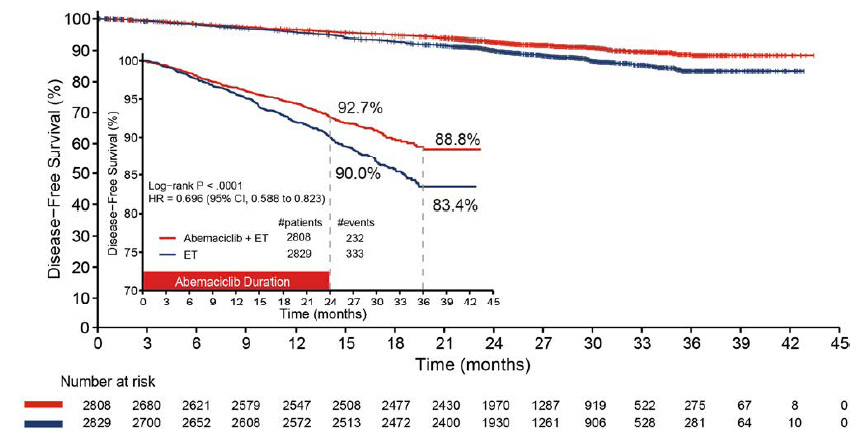 Disease−Free Survival (%)
100
90
80
70
60
50
40
30
20
10
0
0 3 6 9 12 15 18 21 24 27 30 33 36 39 42 45
Time (months)
Disease−Free Survival (%)
100
95
90
85
80
75
70
92.7%
88.8%
90.0%
83.4%
Log−rank P < .0001
HR = 0.696 (95% CI, 0.588 to 0.823)
#patients #events
Abemaciclib + ET 2808 232
ET 2829 333
Abemaciclib Duration
0 3 6 9 12 15 18 21 24 27 30 33 36 39 42 45
Time (months)
Number at risk
2808 2680 2621 2579 2547 2508 2477 2430 1970 1287 919 522 275 67 8 0
2829 2700 2652 2608 2572 2513 2472 2400 1930 1261 906 528 281 64 10 0